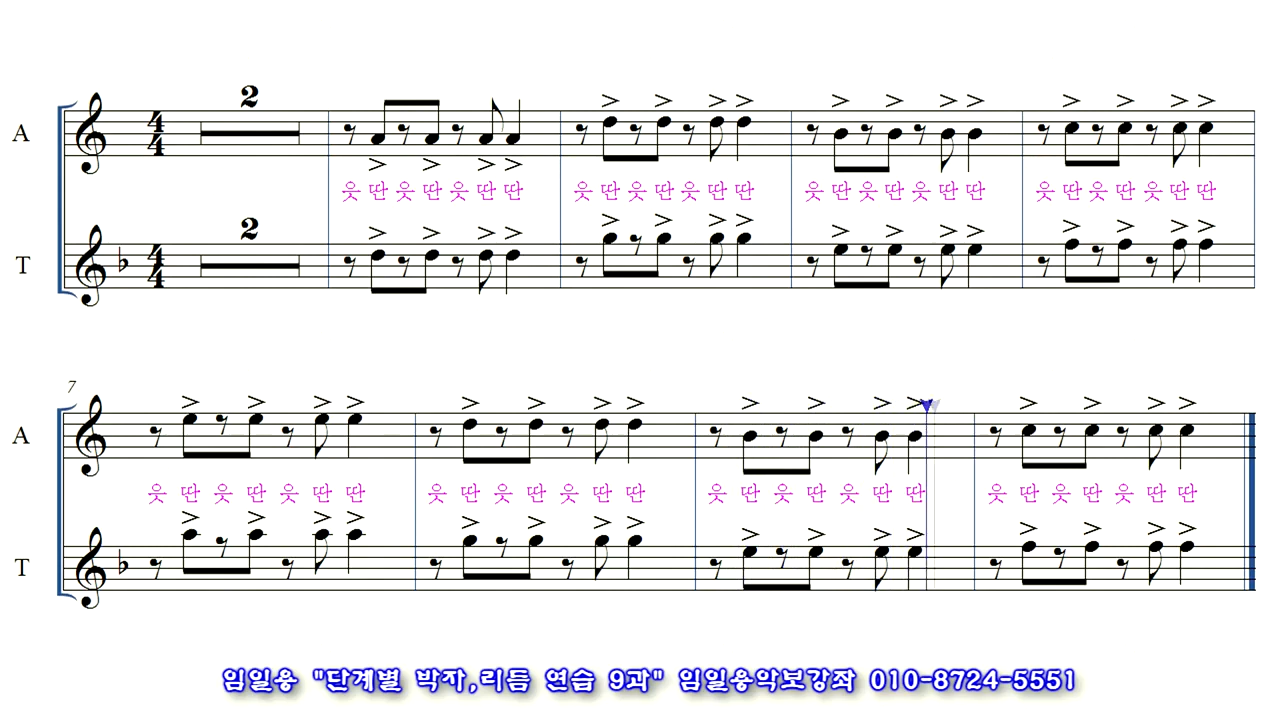 2
A
4 4
읏 딴 읏 딴 읏 딴 딴 읏 딴 읏 딴 읏 딴 딴 읏 딴 읏 딴 읏 딴 딴 읏 딴 읏 딴 읏 딴 딴
2
T
4 4
7
A
읏 딴 읏 딴 읏 딴 딴 읏 딴 읏 딴 읏 딴 딴 읏 딴 읏 딴 읏 딴 딴 읏 딴 읏 딴 읏 딴 딴
T
임일용 "단계별 박자,리듬 연습 9과" 임일용악보강좌 010-8724-5551